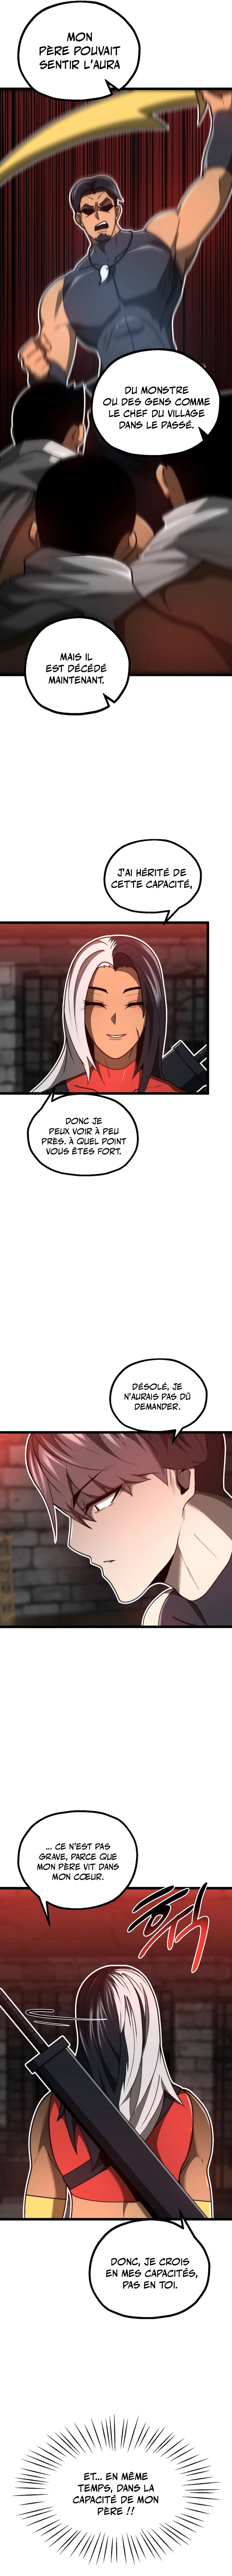 MON
PÈRE POUVAIT
SENTIR L'AURA
DU MONSTRE
OU DES GENS COMME
LE CHEF DU VILLAGE
DANS LE PASSÉ.
MAIS IL
EST DÉCÉDÉ
MAINTENANT.
J'AI HÉRITÉ DE
CETTE CAPACITÉ,
DONC JE
PEUX VOIR À PEU
PRÈS. À QUEL POINT
VOUS ÊTES FORT.
DÉSOLÉ, JE
N'AURAIS PAS DÛ
DEMANDER.
... CE N'EST PAS
GRAVE, PARCE QUE
MON PÈRE VIT DANS
MON CŒUR.
휙
DONC, JE CROIS
EN MES CAPACITÉS,
PAS EN TOI.
ET... EN MÊME
TEMPS, DANS LA
CAPACITÉ DE MON
PÈRE !!